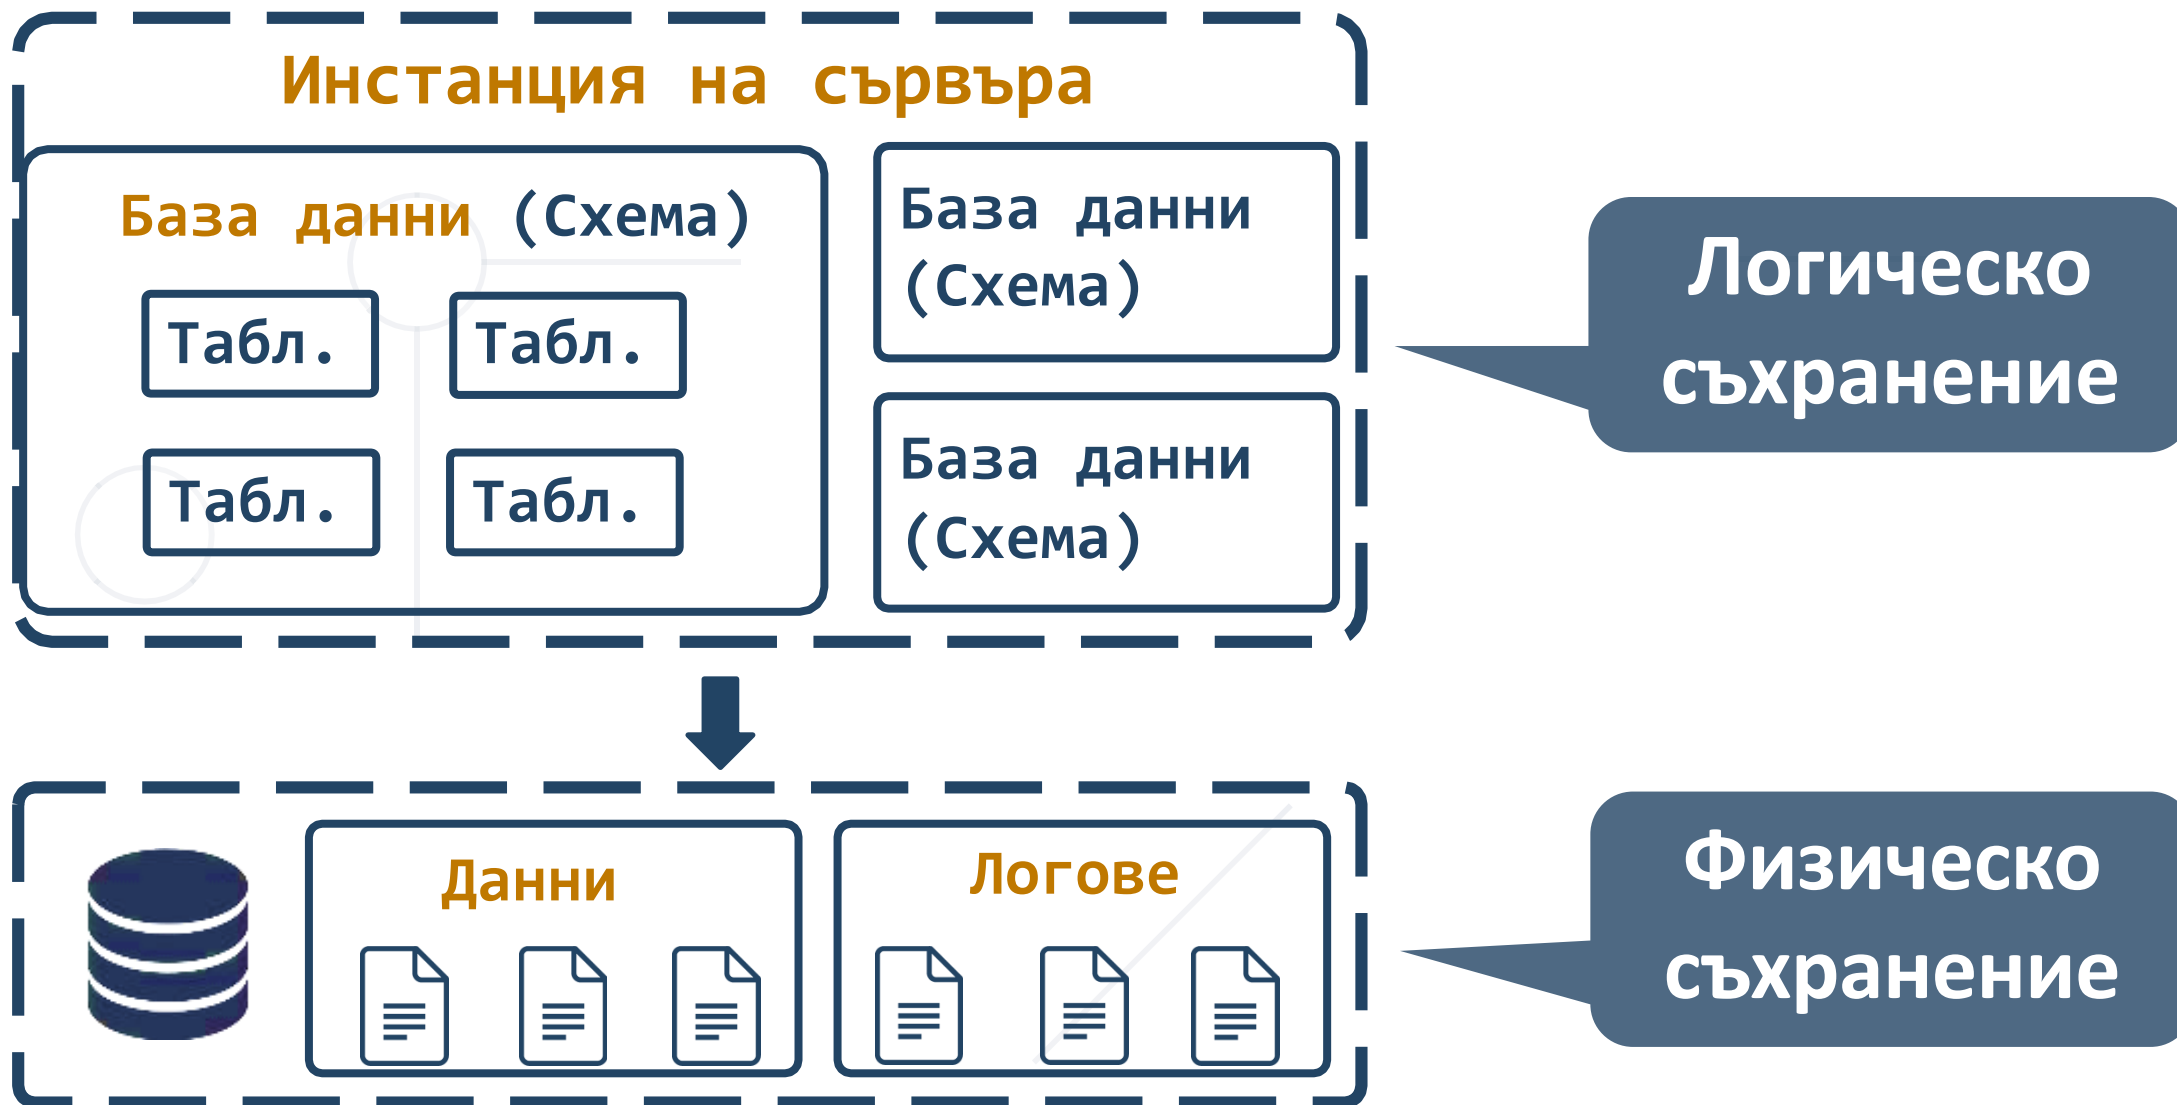 Инстанция на сървъра
База данни (Схема)
Табл.
Табл.
Табл.
Табл.
База данни
(Схема)
База данни
(Схема)
Логическо
съхранение
Данни
Логове
Физическо
съхранение